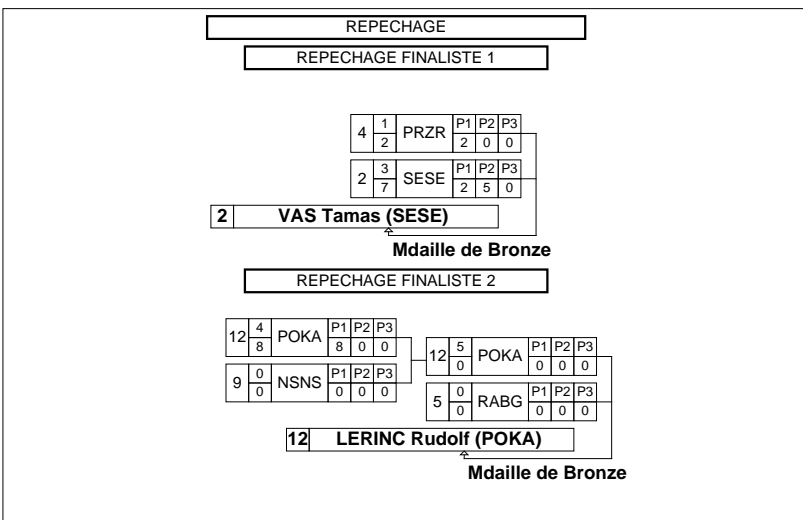 REPECHAGE
REPECHAGE FINALISTE 1
4 1 PRZR P1 P2 P3
2 2 0 0
2 3 SESE P1 P2 P3
7 2 5 0
2 VAS Tamas (SESE)
Mdaille de Bronze
REPECHAGE FINALISTE 2
12 4 POKA P1 P2 P3
8 8 0 0
12 5 POKA P1 P2 P3
0 0 0 0
9 0 NSNS P1 P2 P3
0 0 0 0
5 0 RABG P1 P2 P3
0 0 0 0
12 LERINC Rudolf (POKA)
Mdaille de Bronze